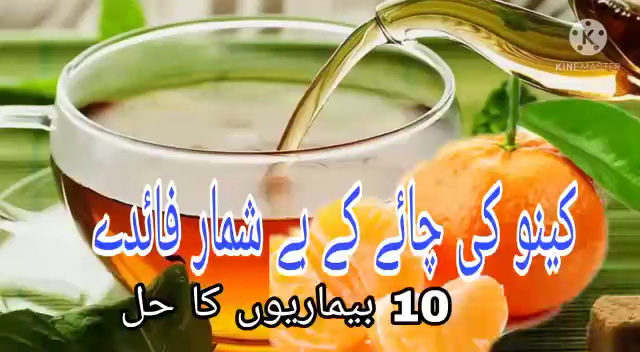 KINEMASTER
کینو کی چائے کے بے شمار فائدے
10 بیماریوں کا حل